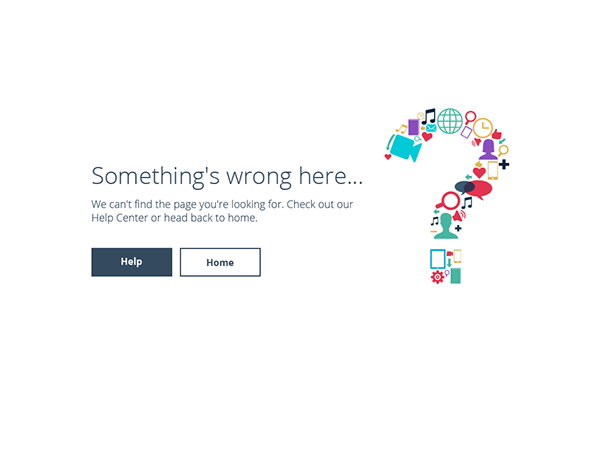 Something's wrong here...
We can't find the page you're looking for. Check out our
Help Center or head back to home.
Help
Home